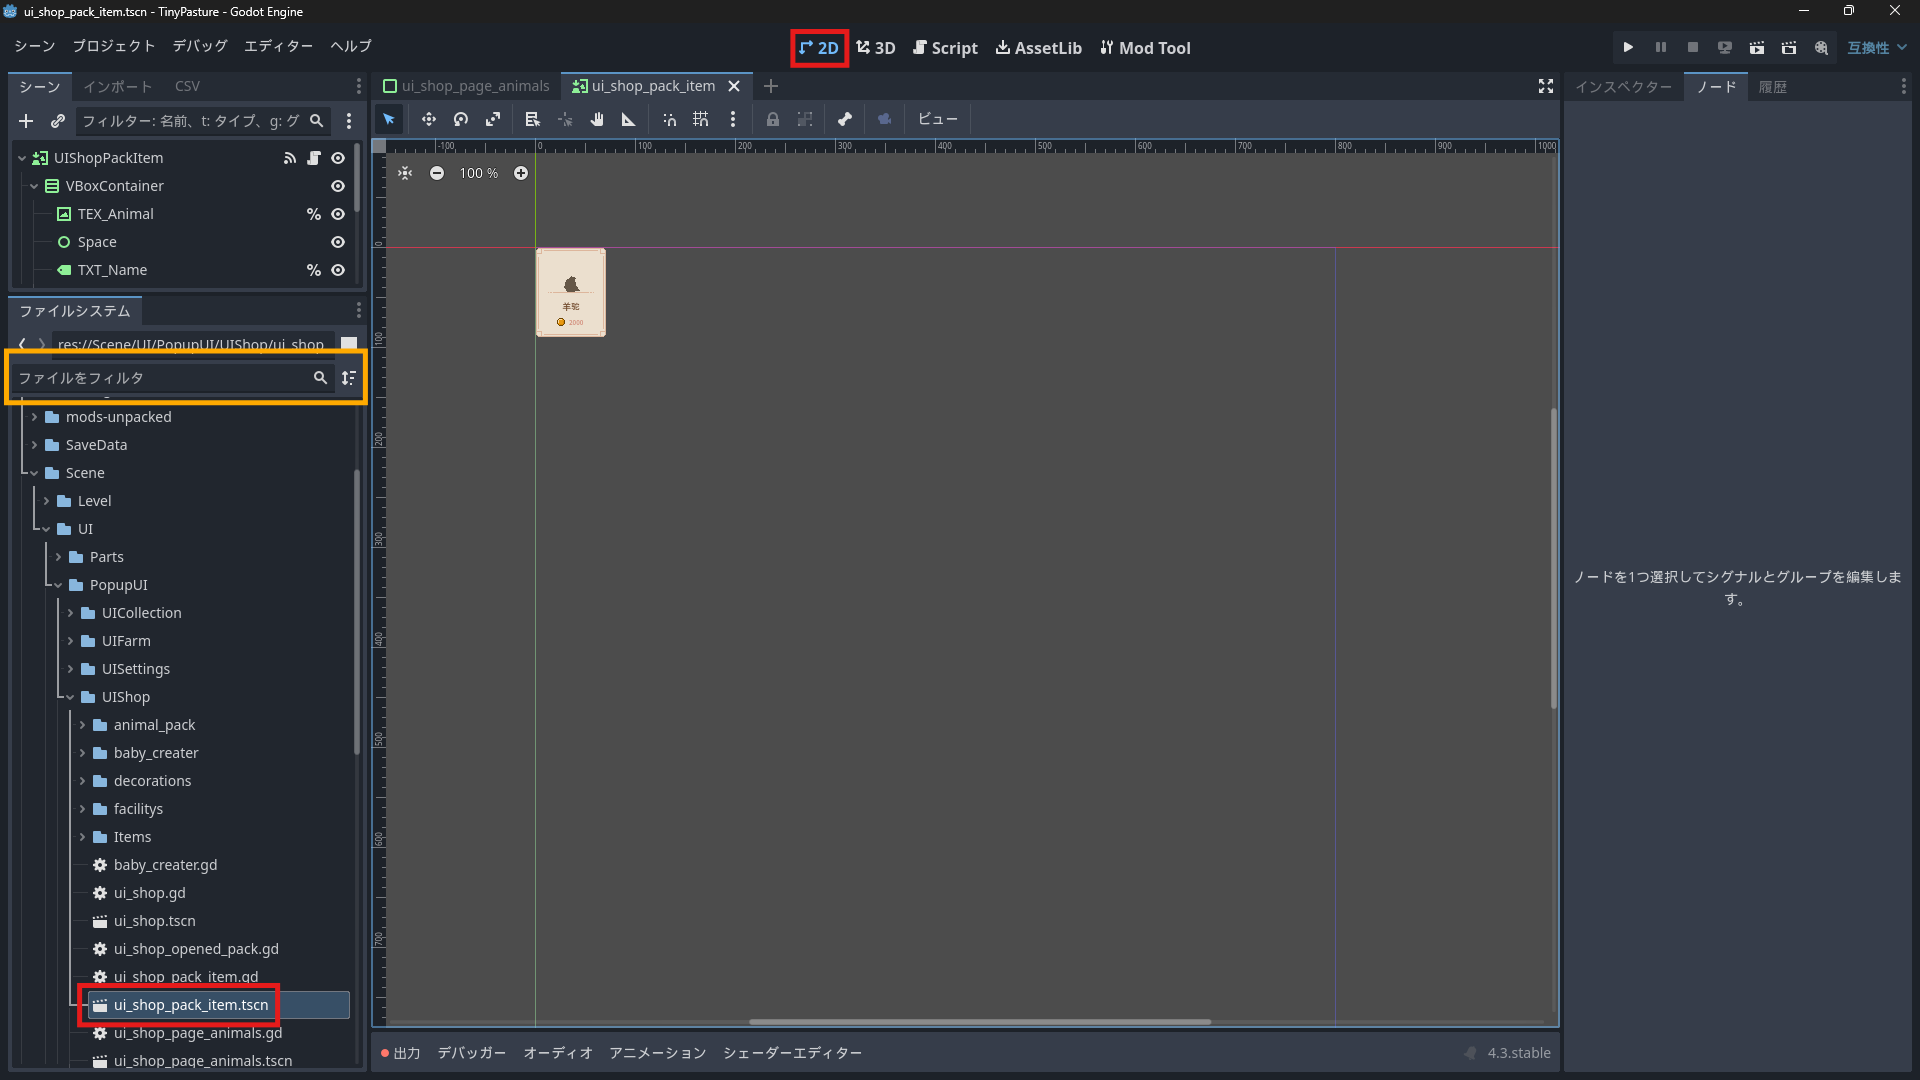 ui_shop_pack_item.tscn - TinyPasture - Godot Engine
シーン プロジェクト デバッグ エディター ヘルプ
2D 3D Script AssetLib Mod Tool
互換性
シーン インポート CSV
フィルター: 名前、t: タイプ、g: グ
UIShopPackItem
VBoxContainer
TEX_Animal
Space
TXT_Name
ファイルシステム
res://Scene/UI/PopupUI/UIShop/ui_shop_
ファイルをフィルタ
mods-unpacked
SaveData
Scene
Level
UI
Parts
PopupUI
UICollection
UIFarm
UISettings
UIShop
animal_pack
baby_creater
decorations
facilitys
Items
baby_creater.gd
ui_shop.gd
ui_shop.tscn
ui_shop_opened_pack.gd
ui_shop_pack_item.gd
ui_shop_pack_item.tscn
ui_shop_page_animals.gd
ui_shop_page_animals.tscn
ui_shop_page_animals ui_shop_pack_item
ビュー
-100 0 100 200 300 400 500 600 700 800 900 1000
100 %
0
100
200
300
400
500
600
700
羊驼
2000
出力 デバッガー オーディオ アニメーション シェーダーエディター
4.3.stable
インスペクター ノード 履歴
ノードを1つ選択してシグナルとグループを編集しま
す。